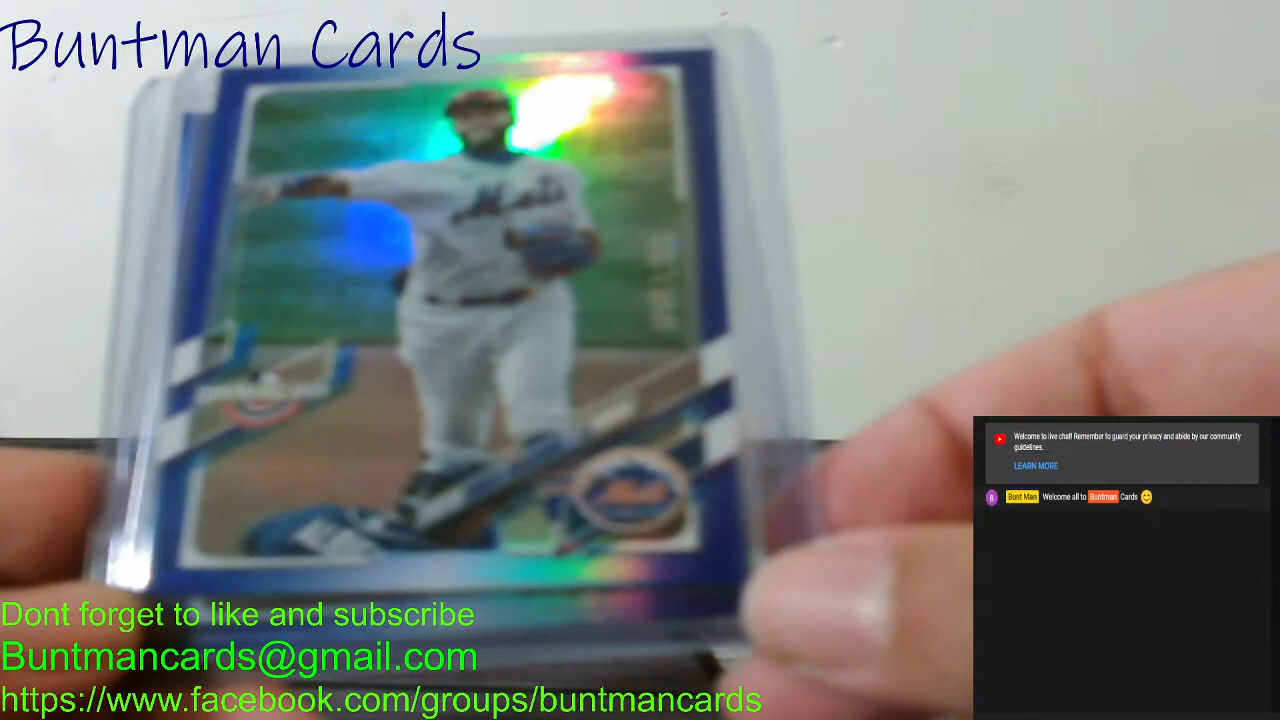 Buntman Cards
Mets
Mets
Welcome to live chat! Remember to guard your privacy and abide by our community
guidelines.
LEARN MORE
B
Bunt Man Welcome all to Buntman Cards
Dont forget to like and subscribe
Buntmancards@gmail.com
https://www.facebook.com/groups/buntmancards